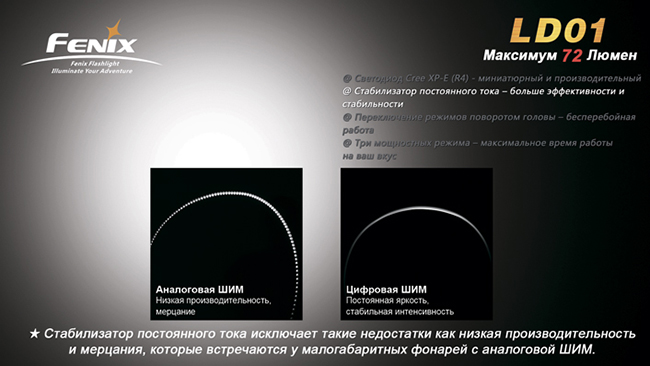 FENIX
Fenix Flashlight
Illuminate Your Adventure
LD01
Максимум 72 Люмен
@ Светодиод Cree XP-E (R4) - миниатюрный и производительный
@ Стабилизатор постоянного тока – больше эффективности и
стабильности
@ Переключение режимов поворотом головы – бесперебойная
работа
@ Три мощностных режима – максимальное время работы
на ваш вкус
Аналоговая ШИМ
Низкая производительность,
мерцание
Цифровая ШИМ
Постоянная яркость,
стабильная интенсивность
★ Стабилизатор постоянного тока исключает такие недостатки как низкая производительность
и мерцания, которые встречаются у малогабаритных фонарей с аналоговой ШИМ.